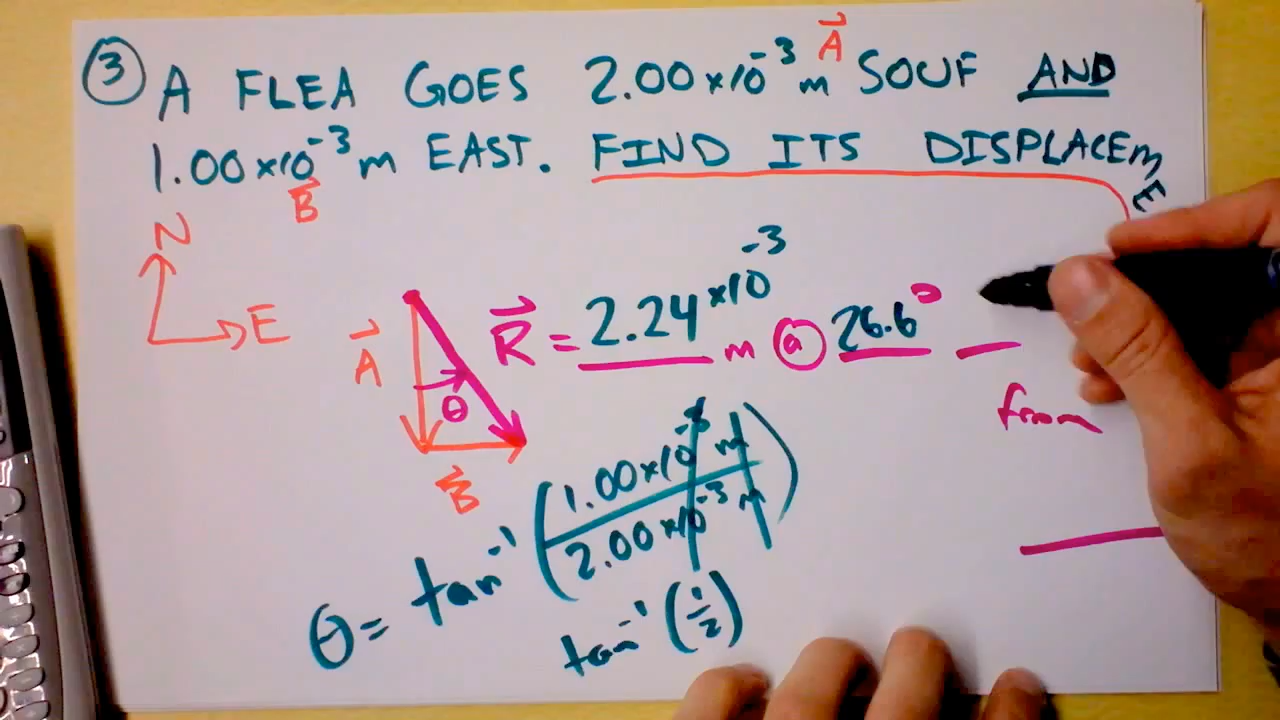 ③ A FLEA GOES 2.00×10⁻³ m A⃗ SOUF AND
1.00×10⁻³ m EAST. FIND ITS DISPLACEME
B⃗
N
E
A⃗
θ
B⃗
R⃗ = 2.24×10⁻³ m @ 26.6°
from
θ = tan⁻¹ (1.00×10⁻³ m / 2.00×10⁻³ m)
tan⁻¹ (1/2)